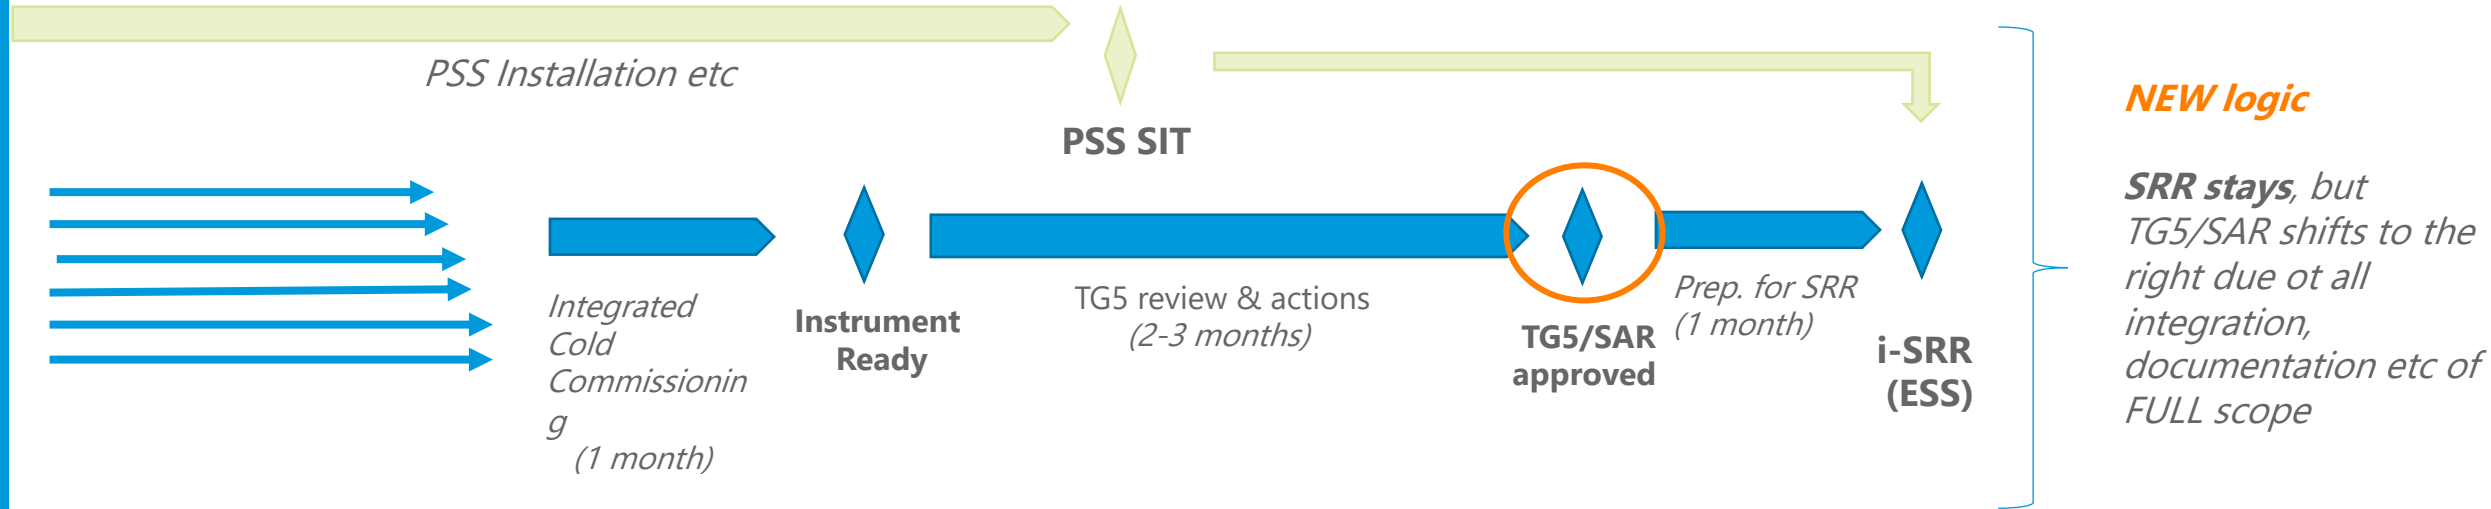 PSS Installation etc
PSS SIT
Integrated
Cold
Commissionin
g
(1 month)
Instrument
Ready
TG5 review & actions
(2-3 months)
TG5/SAR
approved
Prep. for SRR
(1 month)
i-SRR
(ESS)
NEW logic
SRR stays, but
TG5/SAR shifts to the
right due ot all
integration,
documentation etc of
FULL scope